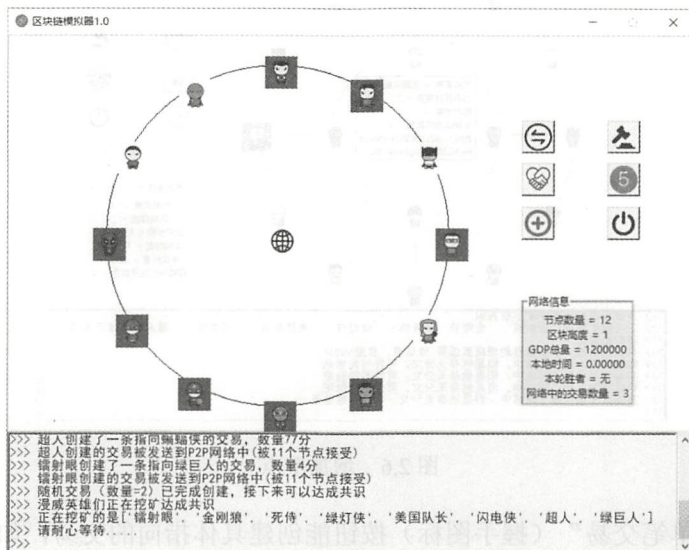 区块链模拟器1.0
5
网络信息
节点数量 = 12
区块高度 = 1
GDP总量 = 1200000
本地时间 = 0.00000
本轮胜者 = 无
网络中的交易数量 = 3
>>> 超人创建了一条指向蝙蝠侠的交易，数量77分
>>> 超人创建的交易被发送到P2P网络中(被11个节点接受)
>>> 镭射眼创建了一条指向绿巨人的交易，数量4分
>>> 镭射眼创建的交易被发送到P2P网络中(被11个节点接受)
>>> 随机交易 (数量=2) 已完成创建，接下来可以达成共识
>>> 漫威英雄们正在挖矿达成共识
>>> 正在挖矿的是[ '镭射眼', '金刚狼', '死侍', '绿灯侠', '美国队长', '闪电侠', '超人', '绿巨人']
>>> 请耐心等待.....
>>>